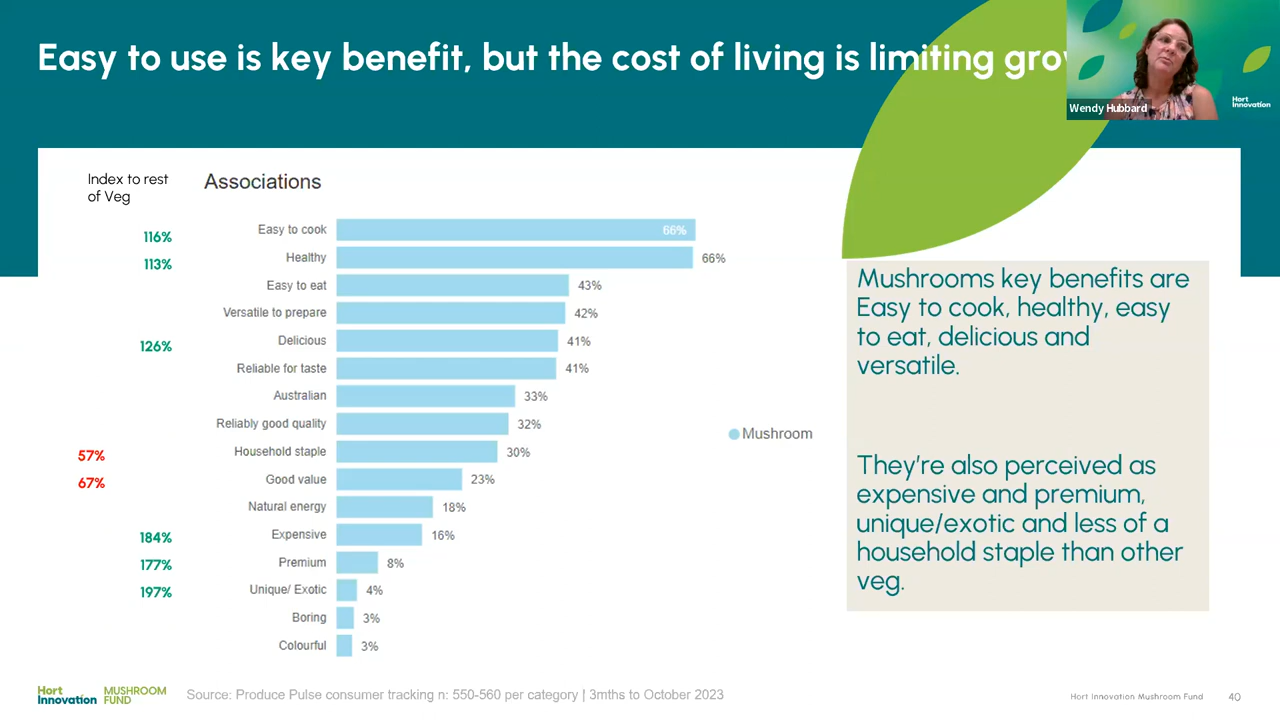 Easy to use is key benefit, but the cost of living is limiting
Wendy Hubbard
Hort
Innovation
Index to rest
of Veg
Associations
116%
Easy to cook
66%
113%
Healthy
66%
Easy to eat
43%
Versatile to prepare
42%
126%
Delicious
41%
Reliable for taste
41%
Australian
33%
Reliably good quality
32%
57%
Household staple
30%
67%
Good value
23%
Natural energy
18%
184%
Expensive
16%
177%
Premium
8%
197%
Unique/ Exotic
4%
Boring
3%
Colourful
3%
Mushroom
Mushrooms key benefits are
Easy to cook, healthy, easy
to eat, delicious and
versatile.
They're also perceived as
expensive and premium,
unique/exotic and less of a
household staple than other
veg.
Hort
Innovation
MUSHROOM
FUND
Source: Produce Pulse consumer tracking n: 550-560 per category | 3mths to October 2023
Hort Innovation Mushroom Fund
40